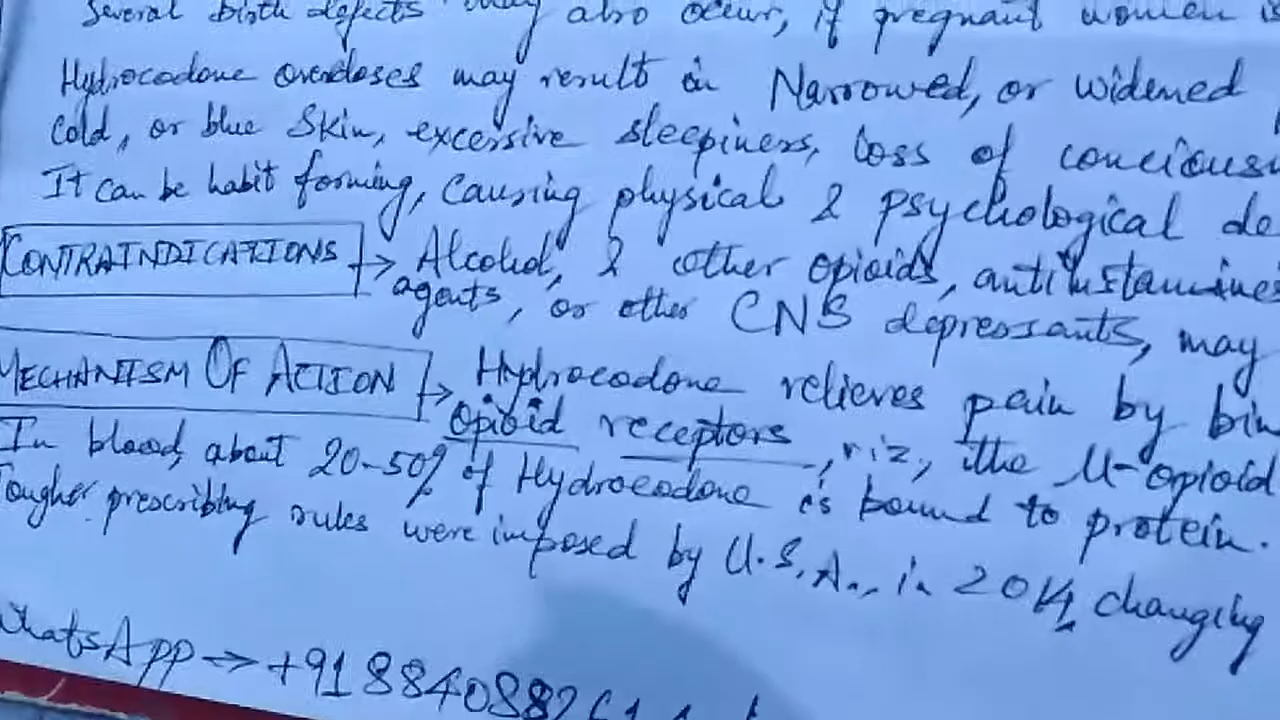 Several birth defects may also occur, if pregnant women is
Hydrocodone overdoses may result in Narrowed, or widened
Cold, or blue Skin, excessive sleepiness, loss of conciousn
It can be habit forming, causing physical & psychological de
CONTRAINDICATIONS → Alcohol, & other opioids, antihistamines
agents, or other CNS depressants, may
MECHANISM OF ACTION → Hydrocodone relieves pain by bin
opioid receptors, viz, the M-opioid
In blood, about 20-50% of Hydrocodone is bound to protein.
Tougher prescribing rules were imposed by U.S.A., in 2014 changing
WhatsApp → +91 88408826